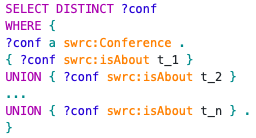 SELECT DISTINCT ?conf
WHERE {
?conf a swrc:Conference .
{ ?conf swrc:isAbout t_1 }
UNION { ?conf swrc:isAbout t_2 }
...
UNION { ?conf swrc:isAbout t_n } .
}